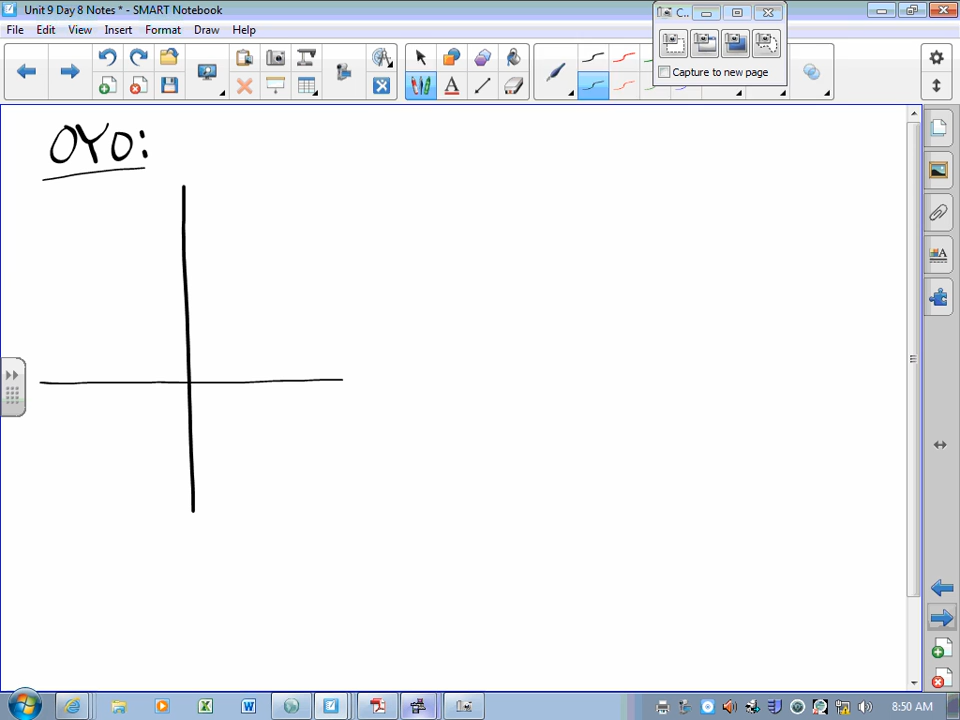 Unit 9 Day 8 Notes * - SMART Notebook
C..
File Edit View Insert Format Draw Help
Capture to new page
OYO:
8:50 AM